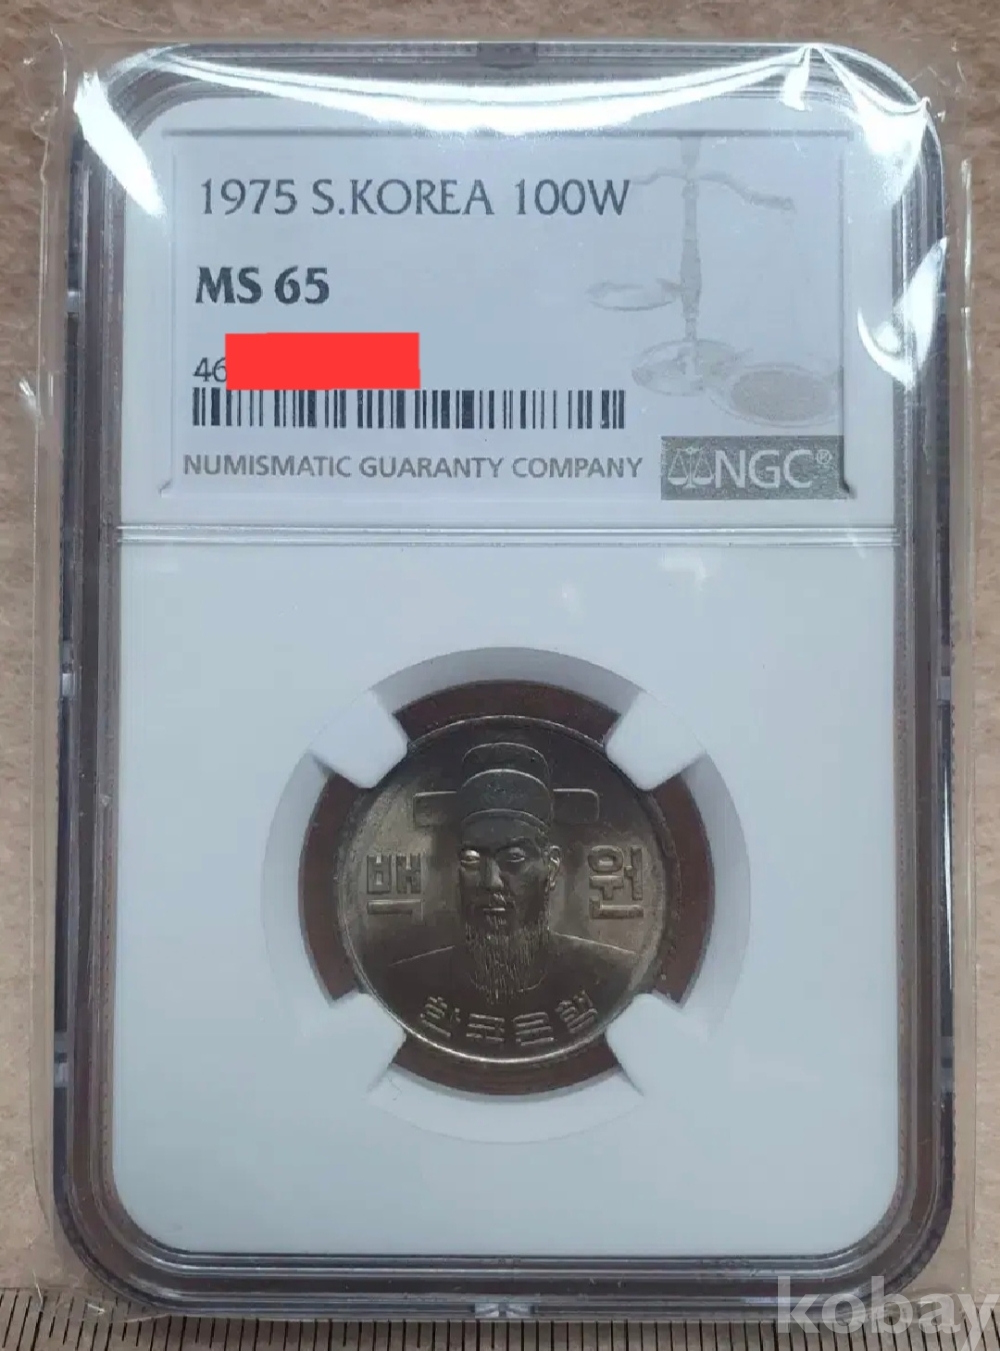 1975 S.KOREA 100W
MS 65
46
NUMISMATIC GUARANTY COMPANY
NGC®
백 원
한국은행
kobay